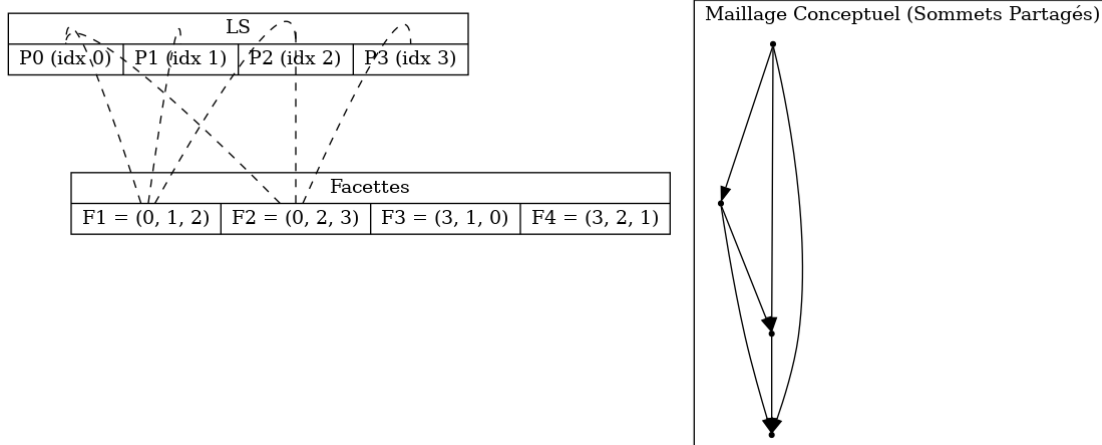 LS
P0 (idx 0) P1 (idx 1) P2 (idx 2) P3 (idx 3)
Facettes
F1 = (0, 1, 2) F2 = (0, 2, 3) F3 = (3, 1, 0) F4 = (3, 2, 1)
Maillage Conceptuel (Sommets Partagés)